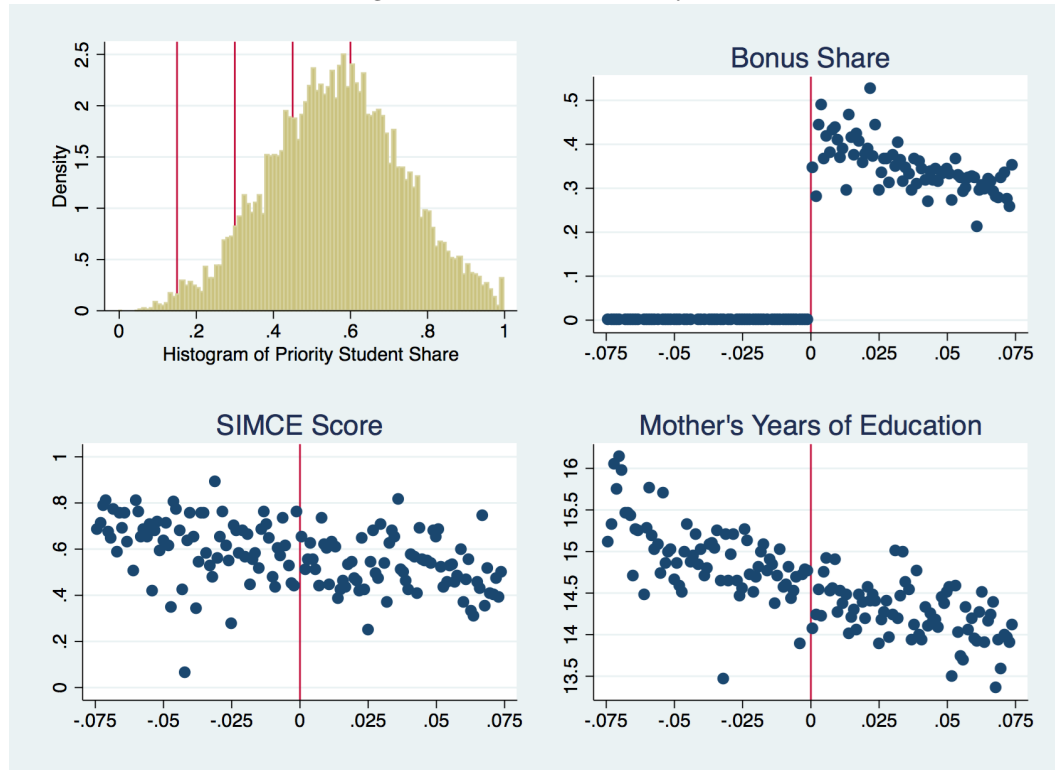 2.5
2
1.5
1
.5
0
Density
0 .2 .4 .6 .8 1
Histogram of Priority Student Share
Bonus Share
.5
.4
.3
.2
.1
0
-.075 -.05 -.025 0 .025 .05 .075
SIMCE Score
1
.8
.6
.4
.2
0
-.075 -.05 -.025 0 .025 .05 .075
Mother's Years of Education
16
15.5
15
14.5
14
13.5
-.075 -.05 -.025 0 .025 .05 .075